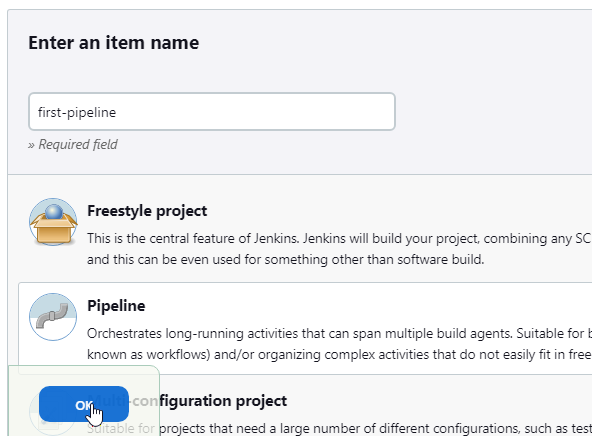 Enter an item name
first-pipeline
» Required field
Freestyle project
This is the central feature of Jenkins. Jenkins will build your project, combining any SC
and this can be even used for something other than software build.
Pipeline
Orchestrates long-running activities that can span multiple build agents. Suitable for b
known as workflows) and/or organizing complex activities that do not easily fit in free
Multi-configuration project
OK
Suitable for projects that need a large number of different configurations, such as test